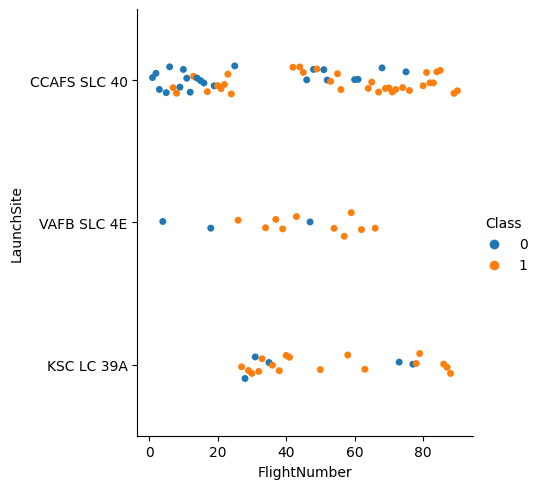 CCAFS SLC 40
VAFB SLC 4E
KSC LC 39A
LaunchSite
0 20 40 60 80
FlightNumber
Class
0
1